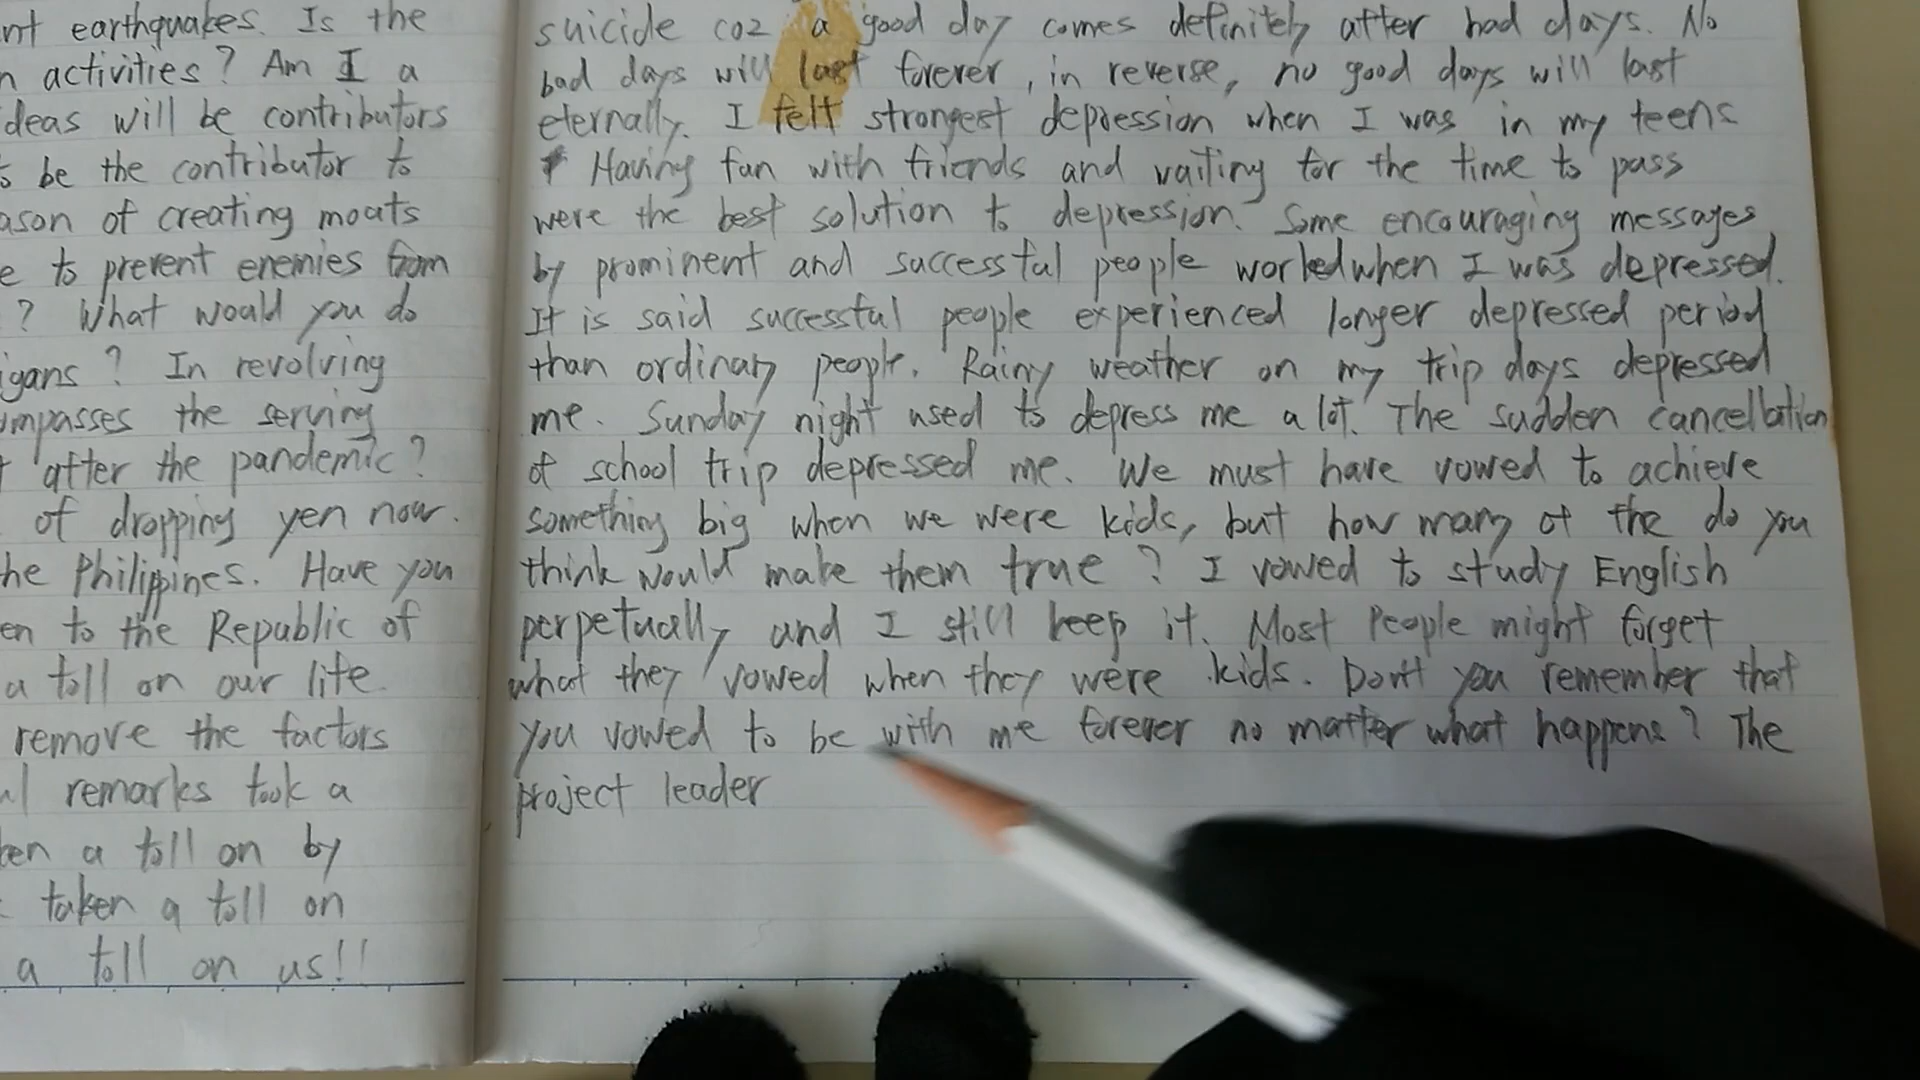 nt earthquakes. Is the
n activities? Am I a
deas will be contributors
be the contributor to
ason of creating moats
e to prevent enemies from
? What would you do
igans? In revolving
mpasses the serving
after the pandemic?
of dropping yen now.
he Philippines. Have you
en to the Republic of
a toll on our life
remove the factors
l remarks took a
ken a toll on by
taken a toll on
a toll on us!!
suicide coz a good day comes definitely after bad days. No
bad days will last forever, in reverse, no good days will last
eternally. I felt strongest depression when I was in my teens
Having fun with friends and waiting for the time to pass
were the best solution to depression. Some encouraging messages
by prominent and successful people worked when I was depressed.
It is said successful people experienced longer depressed period
than ordinary people. Rainy weather on my trip days depressed
me. Sunday night used to depress me a lot. The sudden cancellation
of school trip depressed me. We must have vowed to achieve
something big when we were kids, but how many of the do you
think would make them true? I vowed to study English
perpetually, and I still keep it. Most People might forget
what they vowed when they were kids. Don't you remember that
you vowed to be with me forever no matter what happens? The
project leader